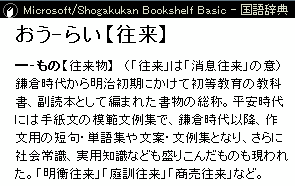 Microsoft/Shogakukan Bookshelf Basic - 国語辞典
おう‐らい【往来】
―‐もの【往来物】 〈「往来」は「消息往来」の意〉
鎌倉時代から明治初期にかけて初等教育の教科
書、副読本として編まれた書物の総称。平安時代
には手紙文の模範文例集で、鎌倉時代以降、作
文用の短句・単語集や文案・文例集となり、さらに
社会常識、実用知識なども盛りこんだものも現われ
た。「明衡往来」「庭訓往来」「商売往来」など。